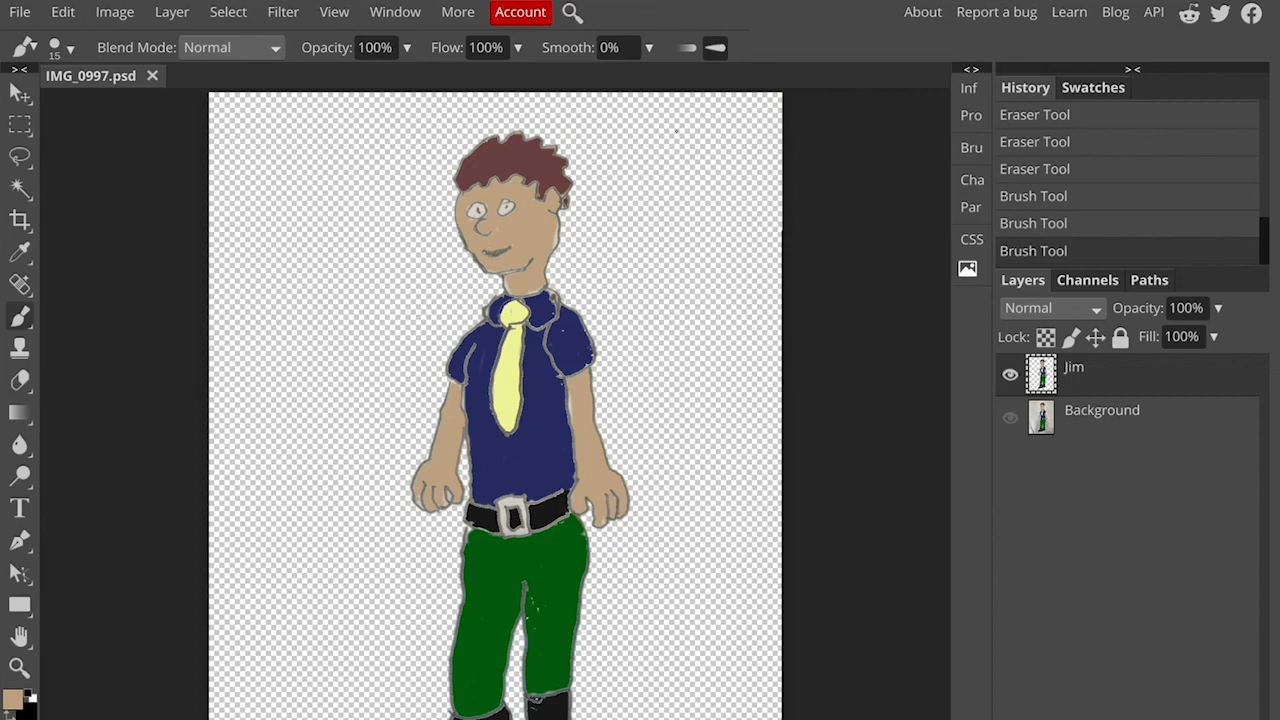 File Edit Image Layer Select Filter View Window More Account About Report a bug Learn Blog API
15 Blend Mode: Normal Opacity: 100% Flow: 100% Smooth: 0%
> < IMG_0997.psd < > > <
Inf
Pro
Bru
Cha
Par
CSS
History Swatches
Eraser Tool
Eraser Tool
Eraser Tool
Brush Tool
Brush Tool
Brush Tool
Layers Channels Paths
Normal Opacity: 100%
Lock: Fill: 100%
Jim
Background